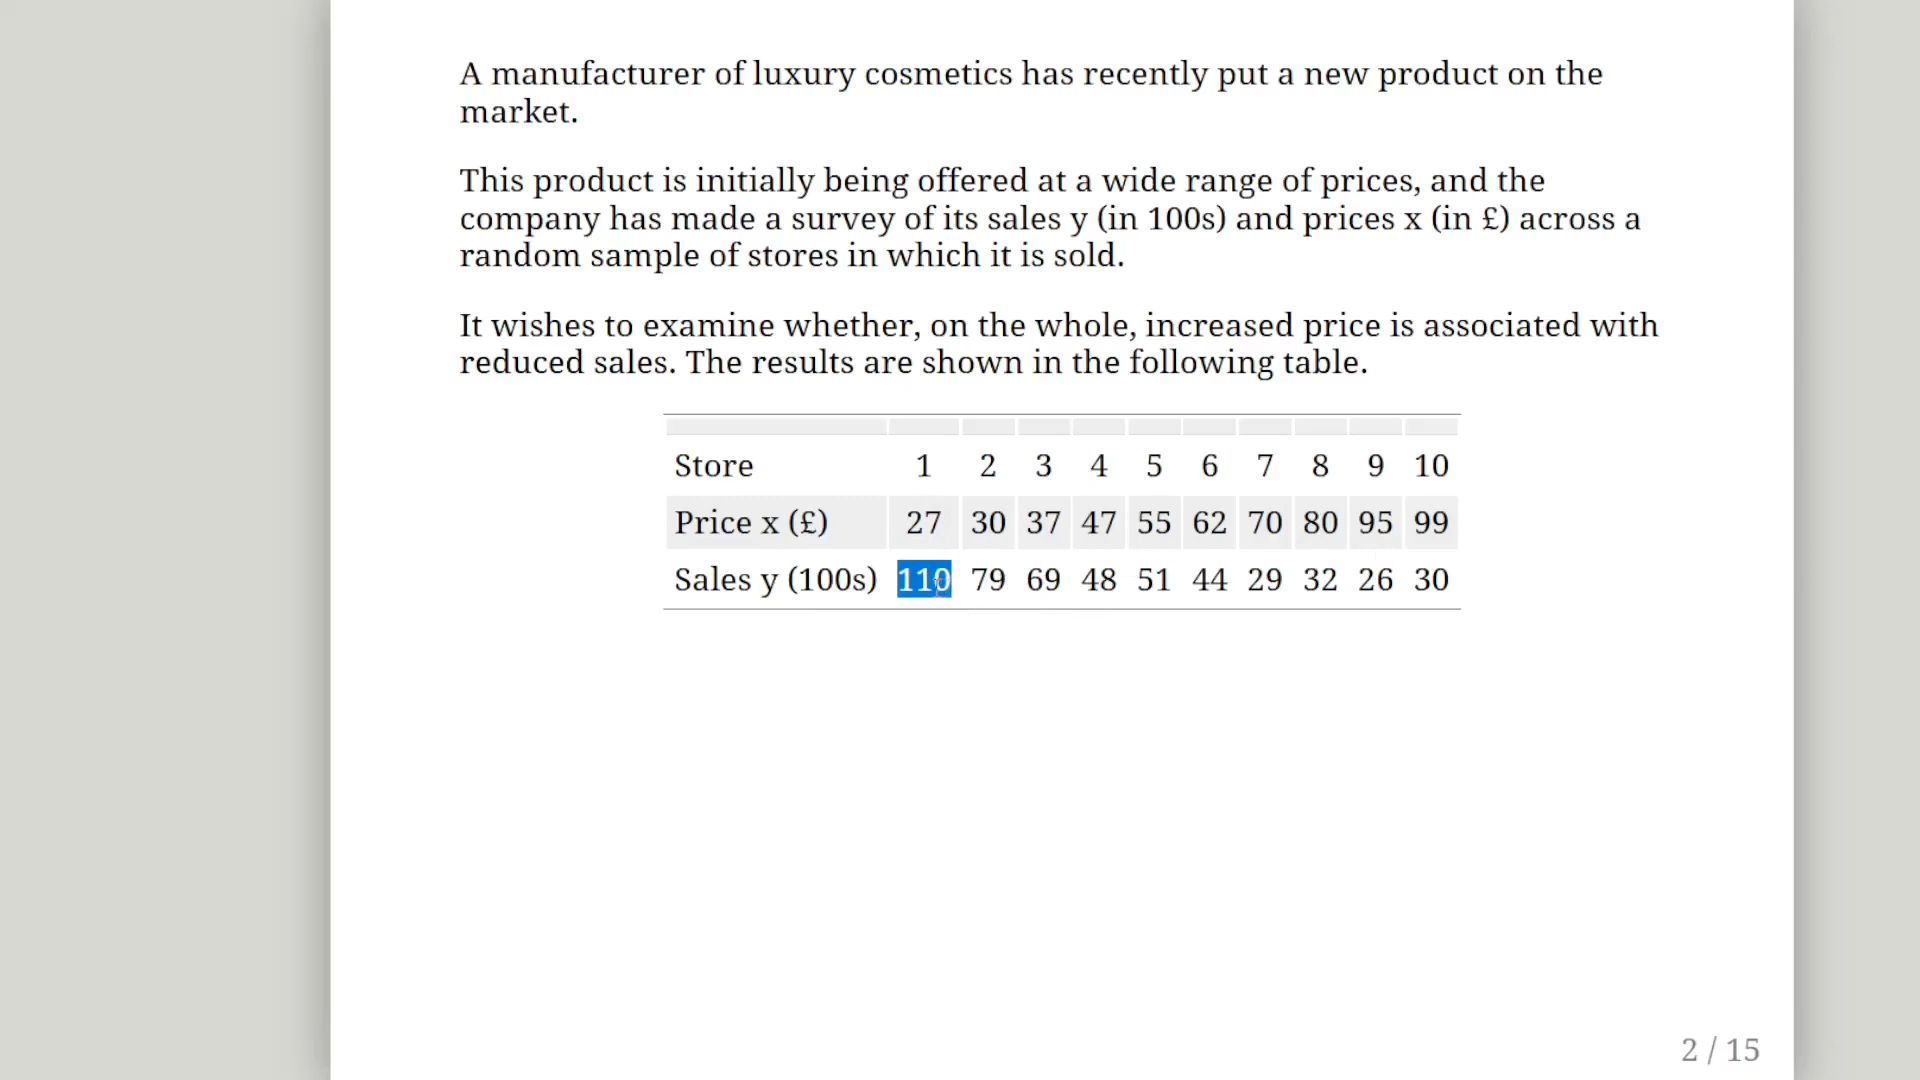 A manufacturer of luxury cosmetics has recently put a new product on the
market.
This product is initially being offered at a wide range of prices, and the
company has made a survey of its sales y (in 100s) and prices x (in £) across a
random sample of stores in which it is sold.
It wishes to examine whether, on the whole, increased price is associated with
reduced sales. The results are shown in the following table.
Store 1 2 3 4 5 6 7 8 9 10
Price x (£) 27 30 37 47 55 62 70 80 95 99
Sales y (100s) 110 79 69 48 51 44 29 32 26 30
2 / 15